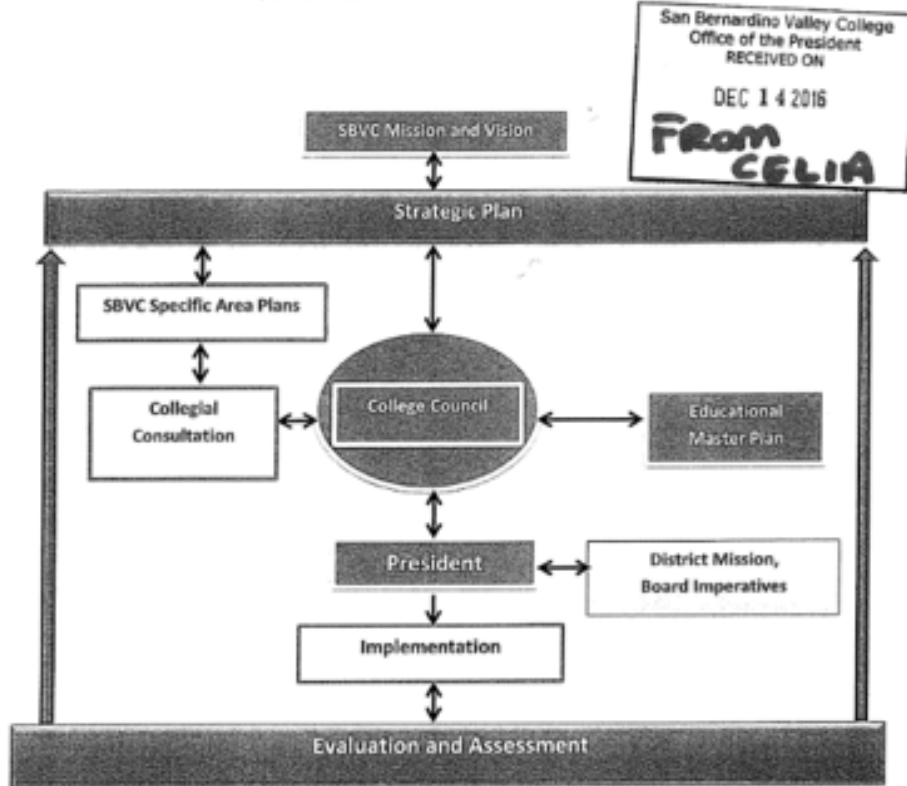 San Bernardino Valley College
Office of the President
RECEIVED ON
DEC 14 2016
FROM
CELIA
SBVC Mission and Vision
Strategic Plan
SBVC Specific Area Plans
Collegial
Consultation
College Council
Educational
Master Plan
President
District Mission,
Board Imperatives
Implementation
Evaluation and Assessment